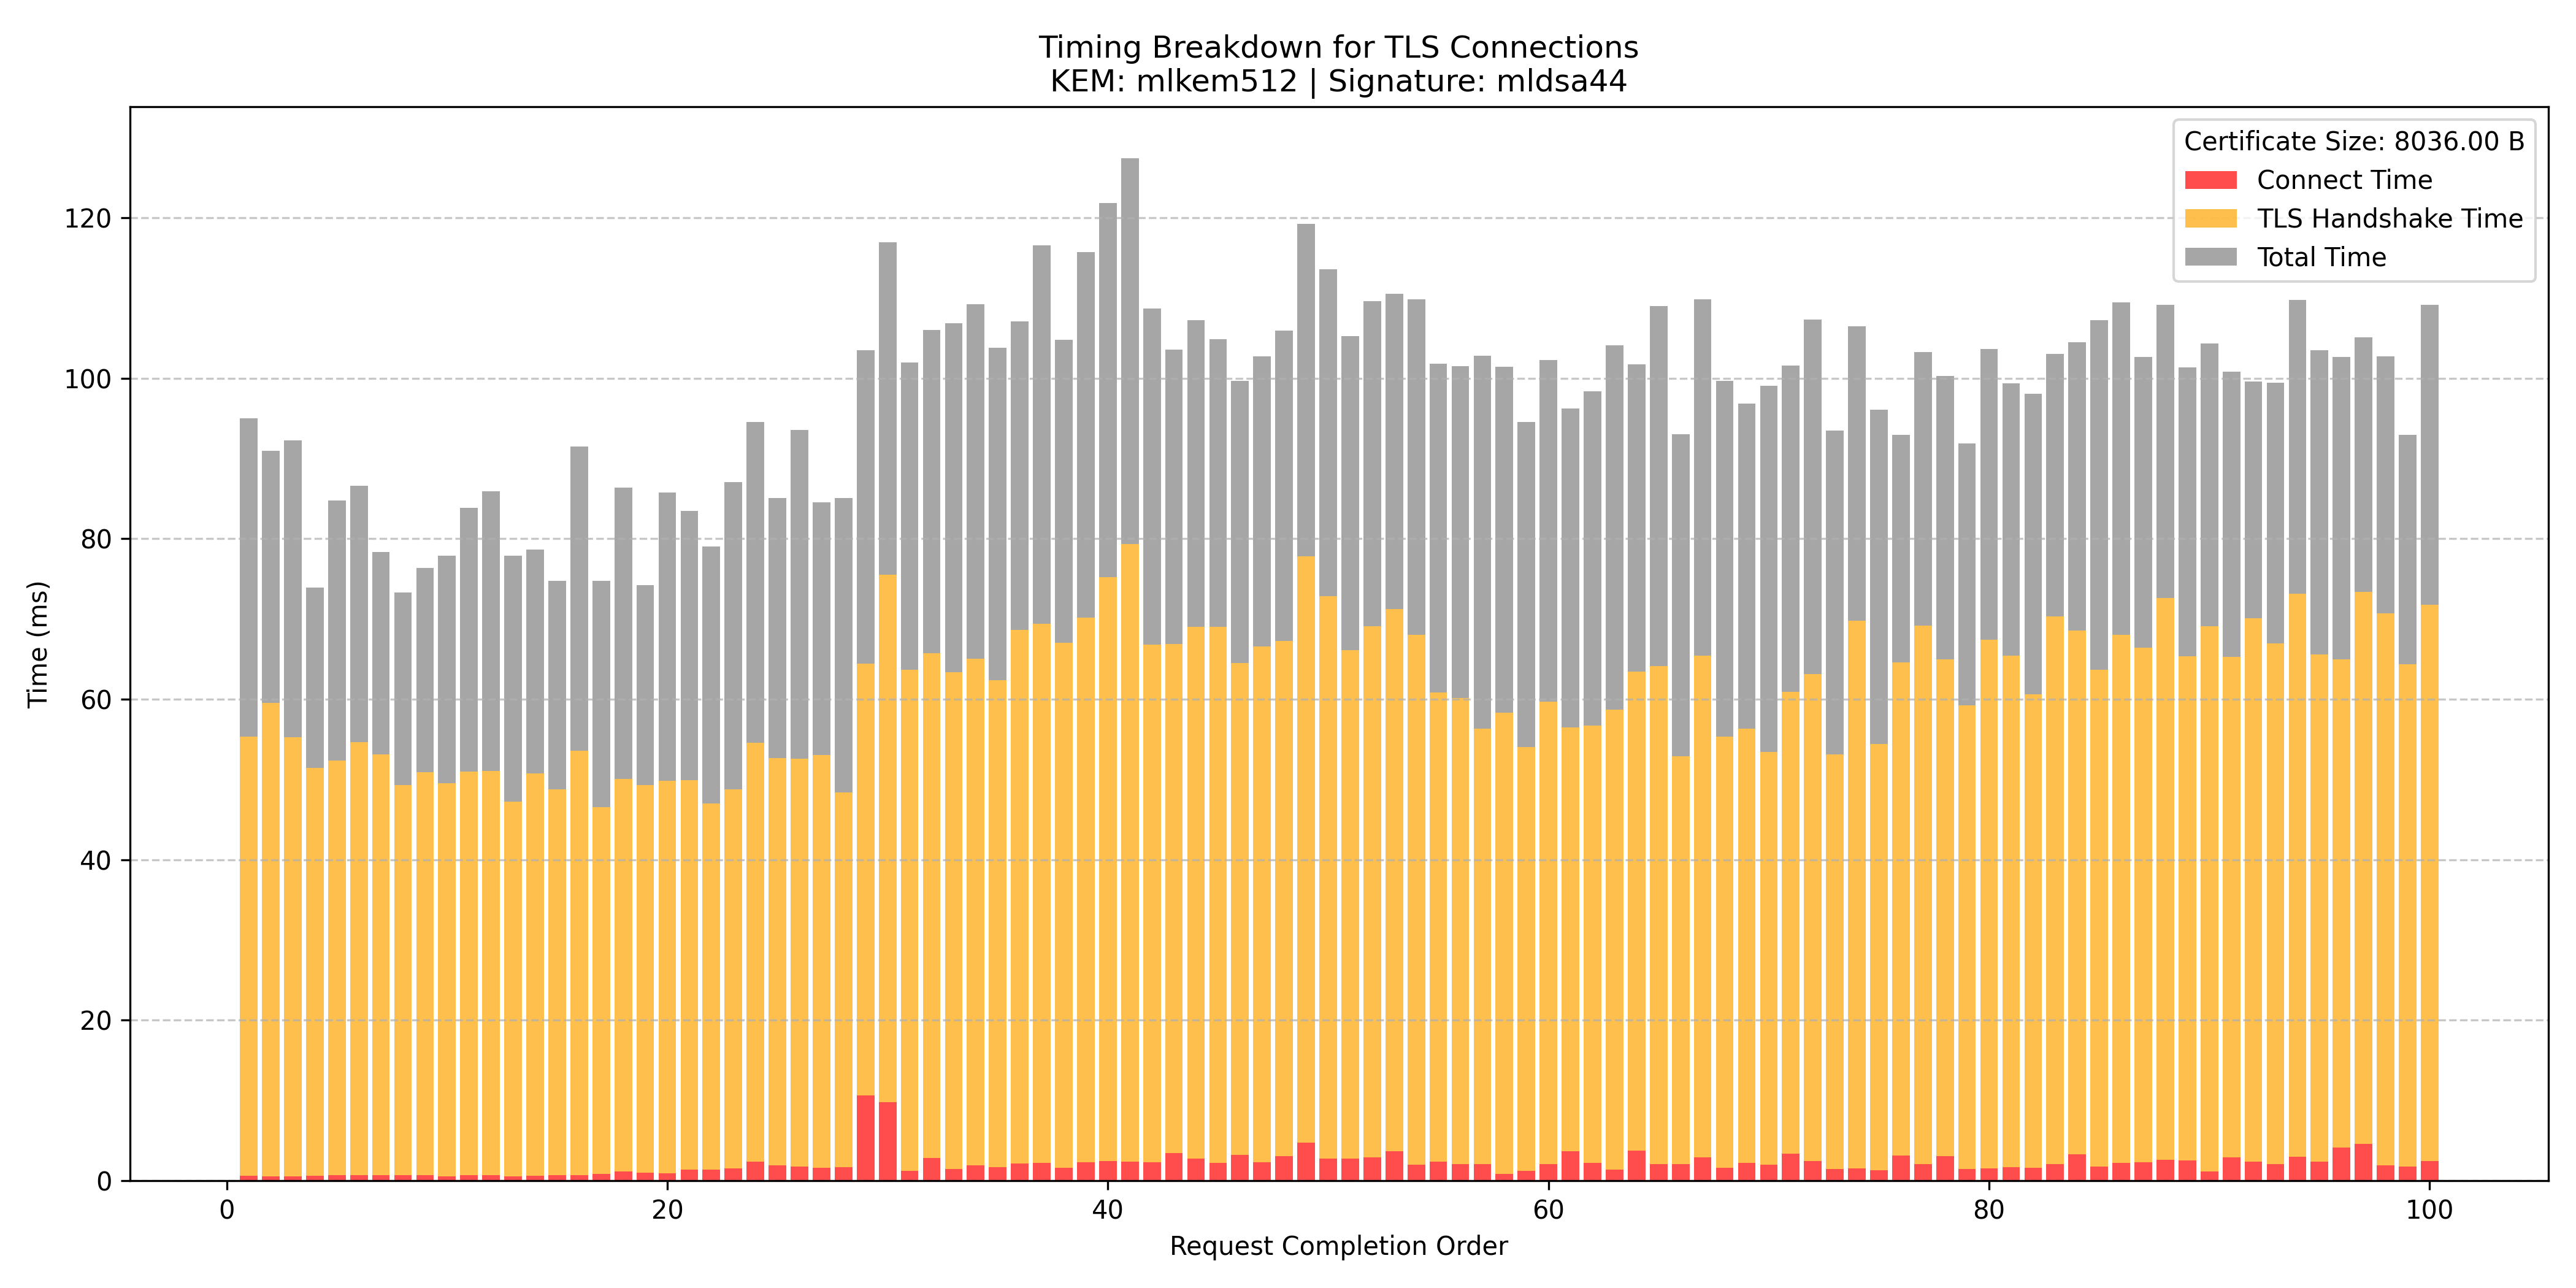 Timing Breakdown for TLS Connections
KEM: mlkem512 | Signature: mldsa44
Certificate Size: 8036.00 B
Connect Time
TLS Handshake Time
Total Time
Time (ms)
120
100
80
60
40
20
0
0 20 40 60 80 100
Request Completion Order